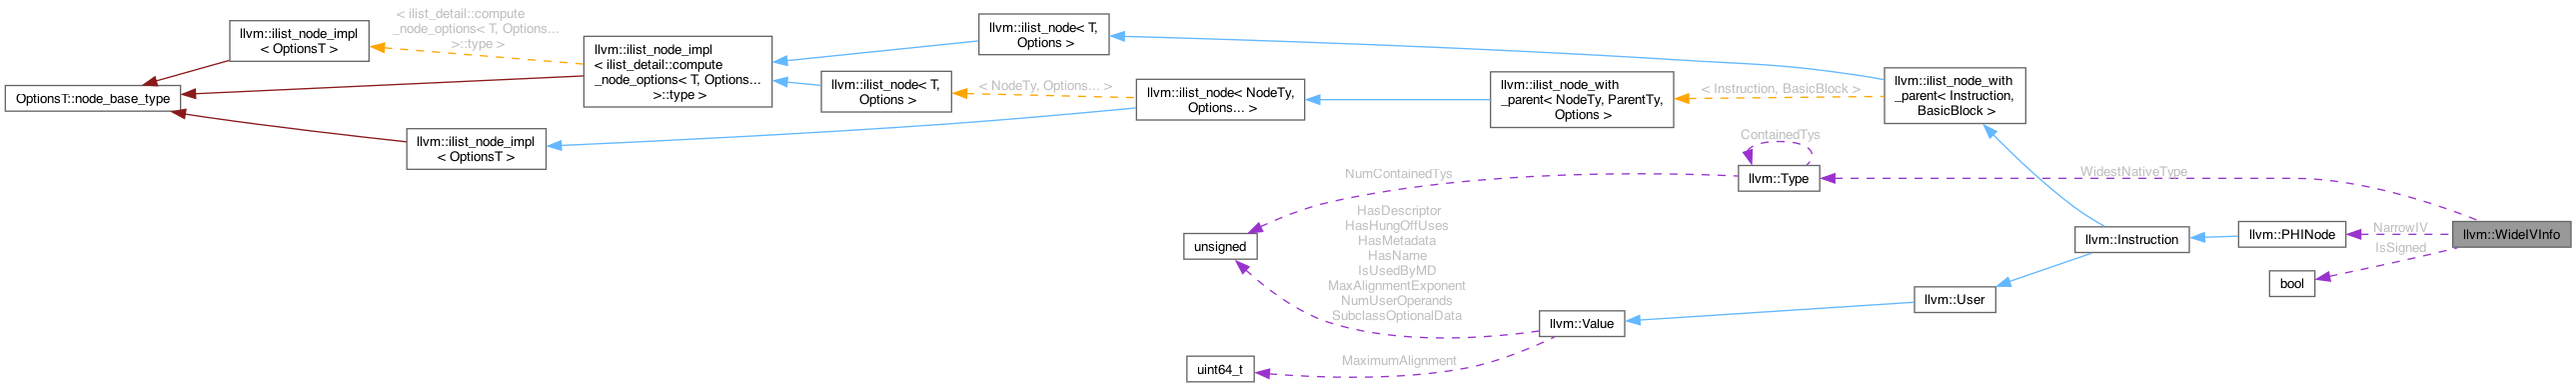 OptionsT::node_base_type
llvm::ilist_node_impl
< OptionsT >
< ilist_detail::compute
_node_options< T, Options...
>::type >
llvm::ilist_node_impl
< OptionsT >
llvm::ilist_node_impl
< ilist_detail::compute
_node_options< T, Options...
>::type >
llvm::ilist_node< T,
Options >
llvm::ilist_node< T,
Options >
< NodeTy, Options... >
llvm::ilist_node< NodeTy,
Options... >
llvm::ilist_node_with
_parent< NodeTy, ParentTy,
Options >
< Instruction, BasicBlock >
llvm::ilist_node_with
_parent< Instruction,
BasicBlock >
ContainedTys
llvm::Type
NumContainedTys
WidestNativeType
unsigned
HasDescriptor
HasHungOffUses
HasMetadata
HasName
IsUsedByMD
MaxAlignmentExponent
NumUserOperands
SubclassOptionalData
llvm::Instruction
llvm::PHINode
NarrowIV
IsSigned
llvm::WideIVInfo
bool
llvm::User
llvm::Value
MaximumAlignment
uint64_t